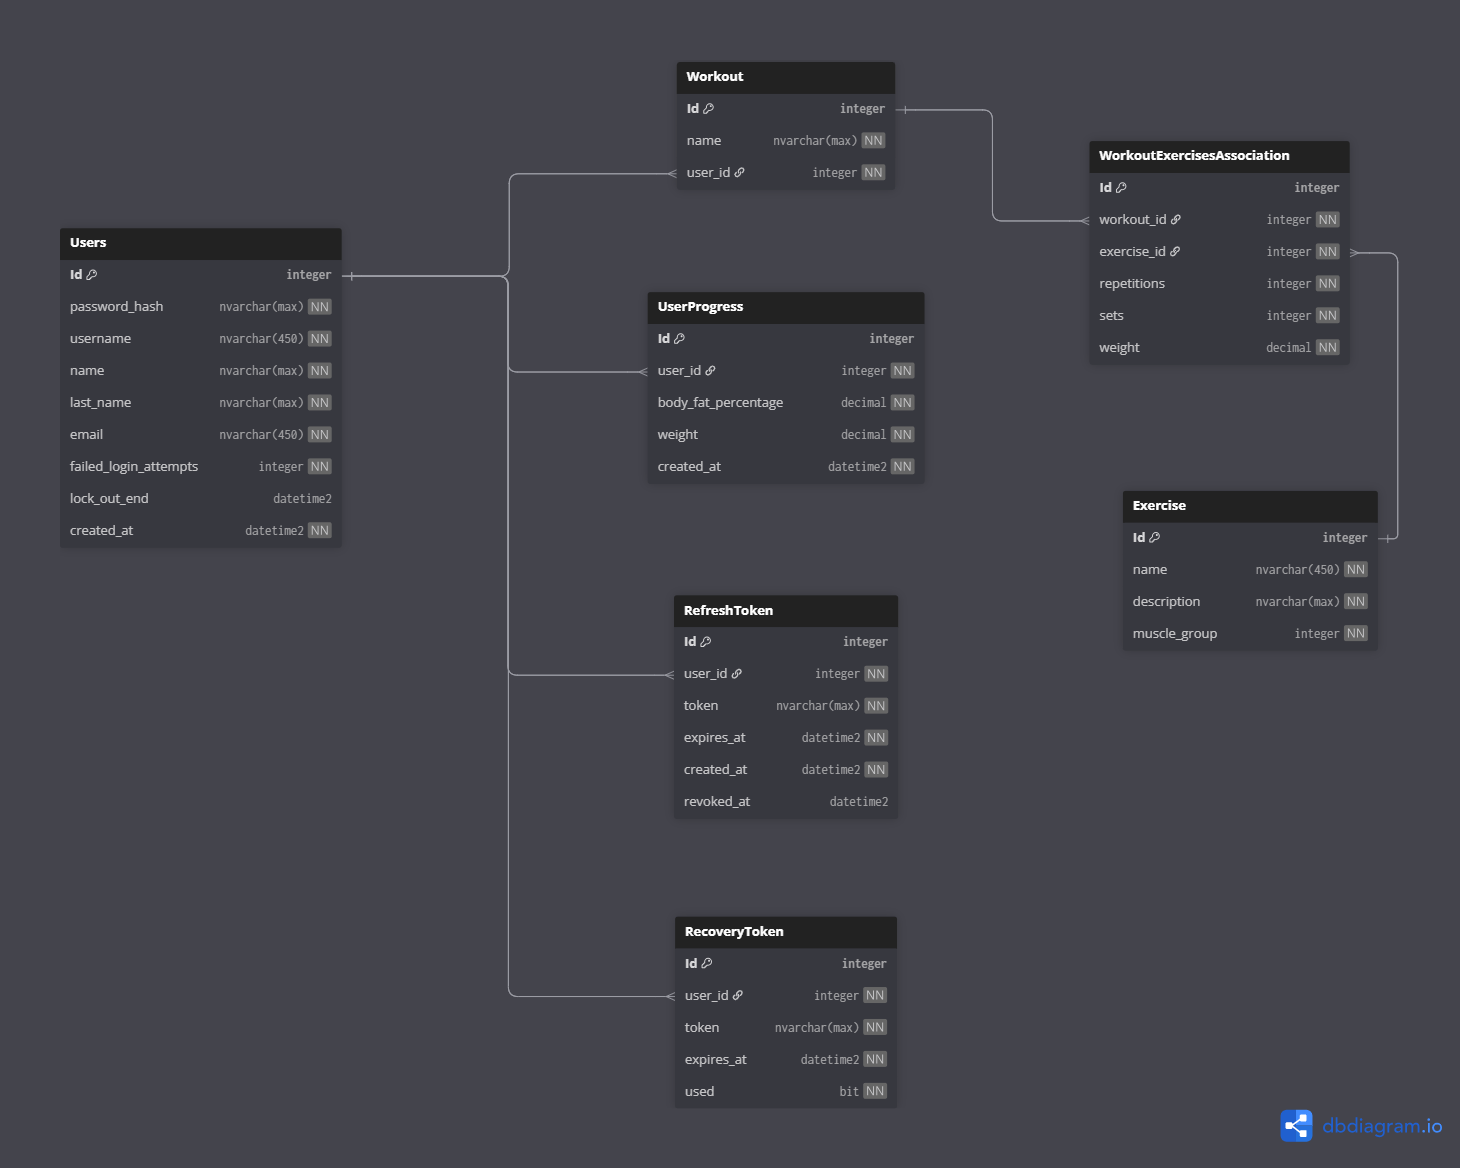 Workout
Id integer
name nvarchar(max) NN
user_id integer NN
WorkoutExercisesAssociation
Id integer
workout_id integer NN
exercise_id integer NN
repetitions integer NN
sets integer NN
weight decimal NN
Users
Id integer
password_hash nvarchar(max) NN
username nvarchar(450) NN
name nvarchar(max) NN
last_name nvarchar(max) NN
email nvarchar(450) NN
failed_login_attempts integer NN
lock_out_end datetime2
created_at datetime2 NN
UserProgress
Id integer
user_id integer NN
body_fat_percentage decimal NN
weight decimal NN
created_at datetime2 NN
Exercise
Id integer
name nvarchar(450) NN
description nvarchar(max) NN
muscle_group integer NN
RefreshToken
Id integer
user_id integer NN
token nvarchar(max) NN
expires_at datetime2 NN
created_at datetime2 NN
revoked_at datetime2
RecoveryToken
Id integer
user_id integer NN
token nvarchar(max) NN
expires_at datetime2 NN
used bit NN
dbdiagram.io